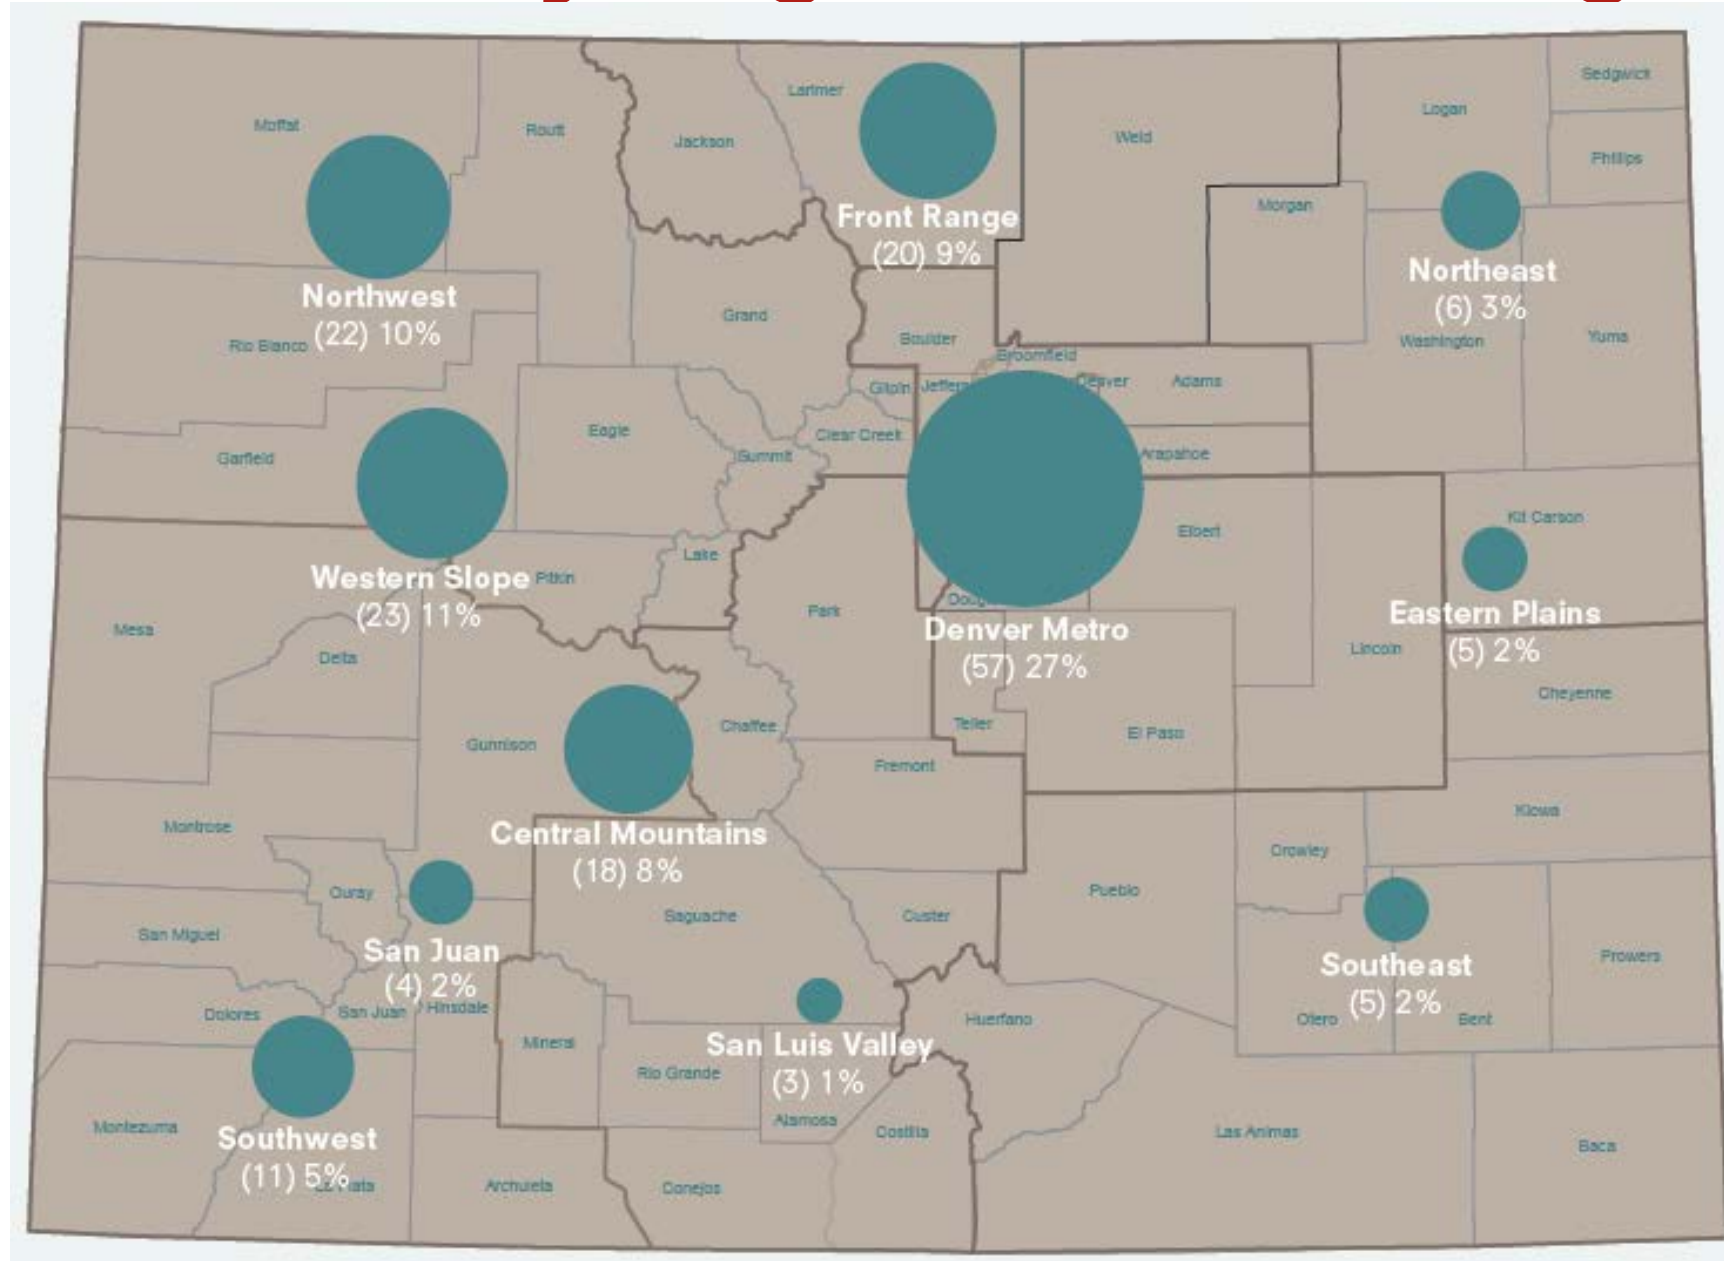 Sedgwick
Larimer
Logan
Moffat
Routt
Weld
Jackson
Phillips
Morgan
Front Range
(20) 9%
Northeast
(6) 3%
Northwest
(22) 10%
Grand
Rio Blanco
Boulder
Washington
Yuma
Broomfield
Gilpin
Denver
Adams
Eagle
Clear Creek
Summit
Arapahoe
Garfield
Kit Carson
Elbert
Lake
Western Slope
(23) 11%
Pitkin
Park
Denver Metro
(57) 27%
Eastern Plains
(5) 2%
Mesa
Delta
Lincoln
Cheyenne
Gunnison
Chaffee
Teller
El Paso
Fremont
Montrose
Central Mountains
(18) 8%
Kiowa
Crowley
Ouray
Pueblo
Saguache
Custer
San Miguel
San Juan
(4) 2%
Southeast
(5) 2%
Prowers
Dolores
San Juan
Hinsdale
Huerfano
Otero
Bent
Mineral
San Luis Valley
(3) 1%
Rio Grande
Alamosa
Montezuma
Southwest
(11) 5%
Costilla
Las Animas
Baca
Archuleta
Conejos